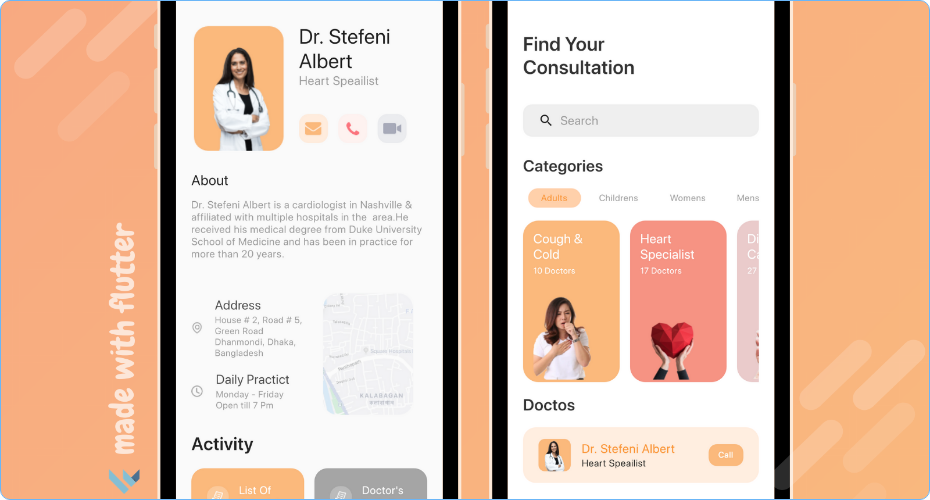 made with flutter
Dr. Stefeni
Albert
Heart Speailist
About
Dr. Stefeni Albert is a cardiologist in Nashville &
affiliated with multiple hospitals in the  area.He
received his medical degree from Duke University
School of Medicine and has been in practice for
more than 20 years.
Address
House # 2, Road # 5,
Green Road
Dhanmondi, Dhaka,
Bangladesh
KALABAGAN
Daily Practict
Monday - Friday
Open till 7 Pm
Activity
List Of
Doctor's
Find Your
Consultation
Search
Categories
Adults
Childrens
Womens
Mens
Cough &
Cold
10 Doctors
Heart
Specialist
17 Doctors
Di
Ca
27
Doctos
Dr. Stefeni Albert
Heart Speailist
Call